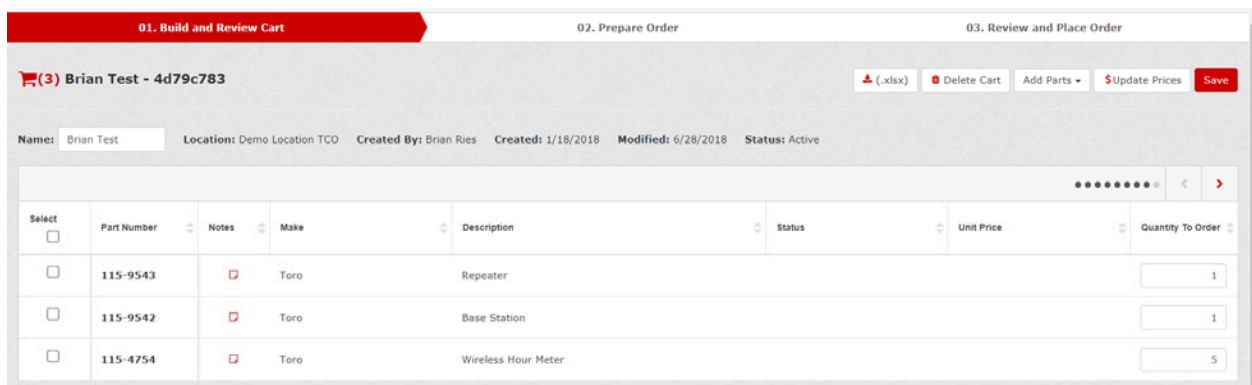 01. Build and Review Cart 02. Prepare Order 03. Review and Place Order
(3) Brian Test - 4d79c783 (.xlsx) Delete Cart Add Parts $Update Prices Save
Name: Brian Test Location: Demo Location TCO Created By: Brian Ries Created: 1/18/2018 Modified: 6/28/2018 Status: Active
Select Part Number Notes Make Description Status Unit Price Quantity To Order
115-9543 Toro Repeater 1
115-9542 Toro Base Station 1
115-4754 Toro Wireless Hour Meter 5